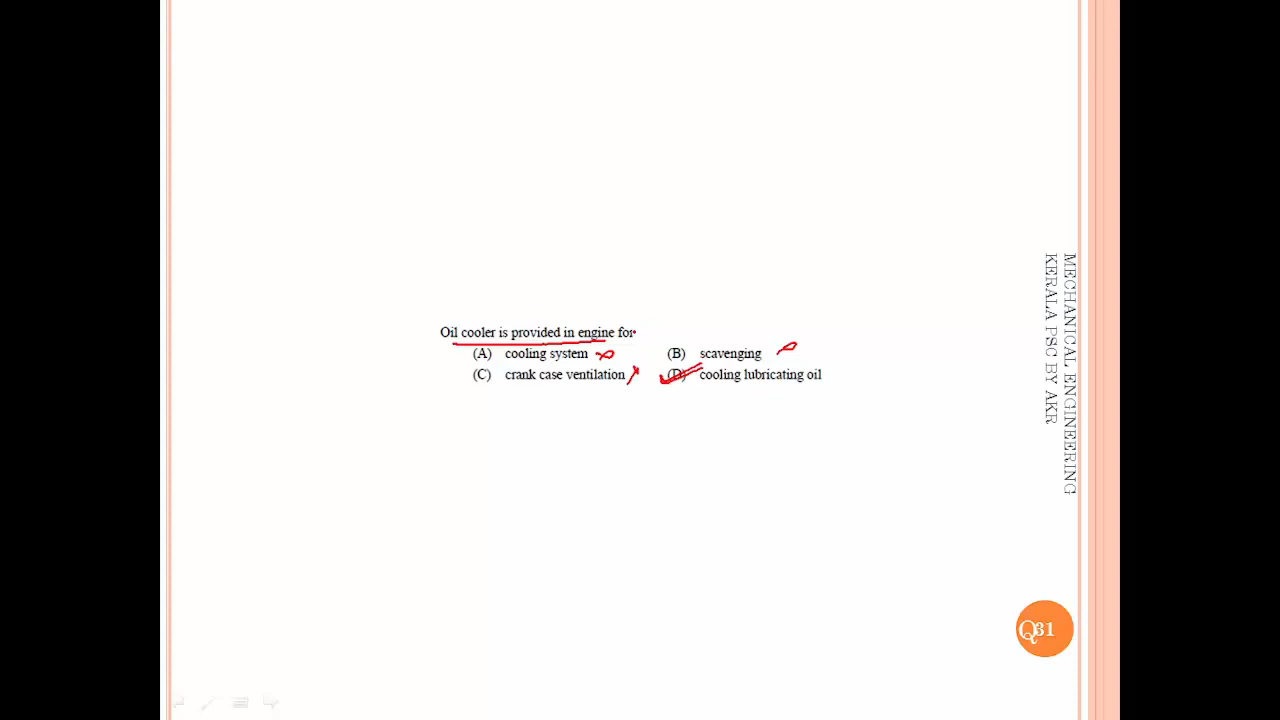 Oil cooler is provided in engine for
(A) cooling system (B) scavenging
(C) crank case ventilation (D) cooling lubricating oil
MECHANICAL ENGINEERING
KERALA PSC BY AKR
Q31